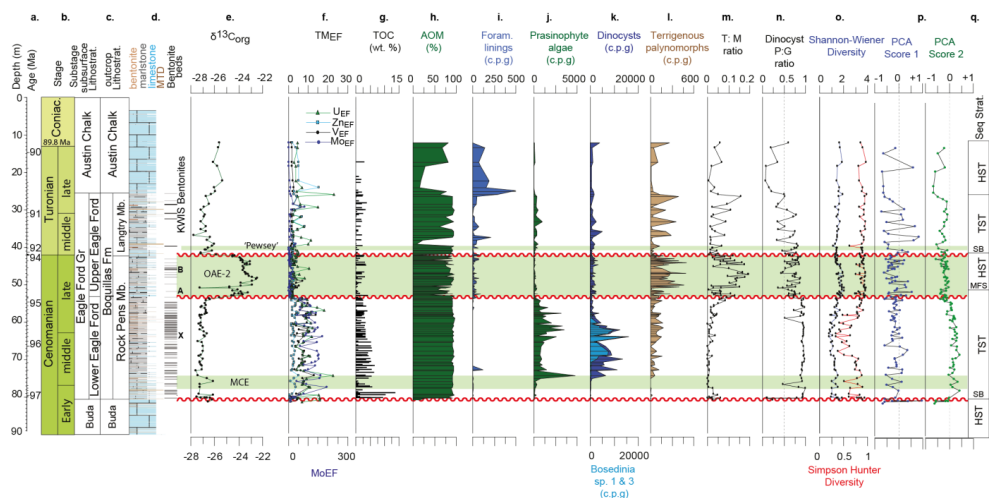 a. b. c. d. e. f. g. h. i. j. k. l. m. n. o. p. q.
Depth (m)
Age (Ma)
Stage
Substage
subsurface
Lithostrat.
outcrop
Lithostrat.
bentonite
marlstone
limestone
MTD
Bentonite
beds
δ13Corg
TMEF
TOC
(wt. %)
AOM
(%)
Foram.
linings
(c.p.g)
Prasinophyte
algae
(c.p.g)
Dinocysts
(c.p.g)
Terrigenous
palynomorphs
(c.p.g)
T: M
ratio
Dinocyst
P:G
ratio
Shannon-Wiener
Diversity
PCA
Score 1
PCA
Score 2
Seq Strat.
-28 -26 -24 -22
0 60
0 15
0 50 100
0 250 500
0 5000
0 20000
0 6000
0 0.1 0.2
0 0.5 1
0 2 4
-1 0 +1
-1 0 +1
UEF
ZnEF
VEF
MoEF
0
10
20
30
40
50
60
70
80
90
89.8 Ma
90
91
92
94
95
96
97
Coniac.
Turonian
Cenomanian
late
middle
late
middle
Early
Austin Chalk
Austin Chalk
Eagle Ford Gr
Upper Eagle Ford
Lower Eagle Ford
Boquillas Fm
Langtry Mb.
Rock Pens Mb.
Buda
Buda
KWIS Bentonites
B
A
X
'Pewsey'
OAE-2
MCE
HST
TST
SB
HST
MFS
TST
SB
HST
-28 -26 -24 -22
0 300
MoEF
0 20000
Bosedinia
sp. 1 & 3
(c.p.g)
0 0.5 1
Simpson Hunter
Diversity